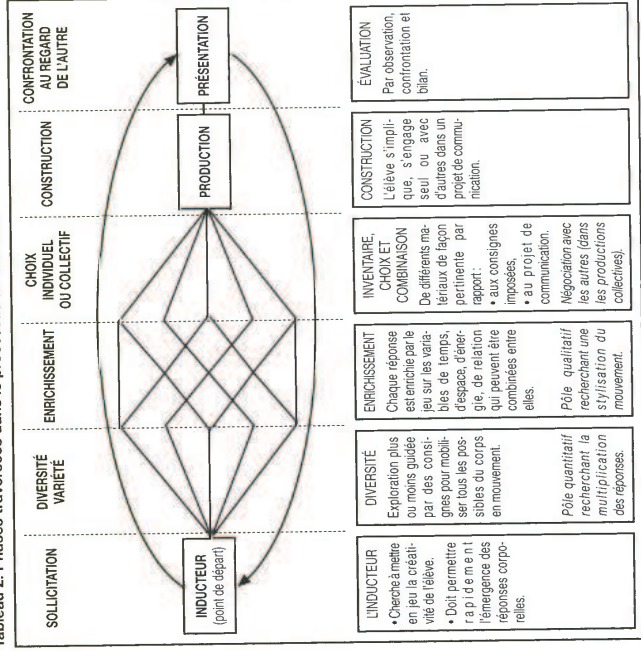 Tableau 2. Phases traversées dans le
SOLLICITATION
DIVERSITÉ
VARIÉTÉ
ENRICHISSEMENT
CHOIX
INDIVIDUEL
OU COLLECTIF
CONSTRUCTION
CONFRONTATION
AU REGARD
DE L'AUTRE
INDUCTEUR
(point de départ)
PRODUCTION
PRÉSENTATION
L'INDUCTEUR
• Cherche à mettre
en jeu la créati-
vité de l'élève.
• Doit permettre
rapidement
l'émergence des
réponses corpo-
relles.
DIVERSITÉ
Exploration plus
ou moins guidée
par des consi-
gnes pour mobili-
ser tous les pos-
sibles du corps
en mouvement.
Pôle quantitatif
recherchant la
multiplication
des réponses.
ENRICHISSEMENT
Chaque réponse
est enrichie par le
jeu sur les varia-
bles de temps,
d'espace, d'éner-
gie, de relation
qui peuvent être
combinées entre
elles.
Pôle qualitatif
recherchant une
stylisation du
mouvement.
INVENTAIRE,
CHOIX ET
COMBINAISON
De différents ma-
tériaux de façon
pertinente par
rapport :
• aux consignes
imposées,
• au projet de
communication.
Négociation avec
les autres (dans
les productions
collectives).
CONSTRUCTION
L'élève s'impli-
que, s'engage
seul ou avec
d'autres dans un
projet de commu-
nication.
ÉVALUATION
Par observation,
confrontation et
bilan.